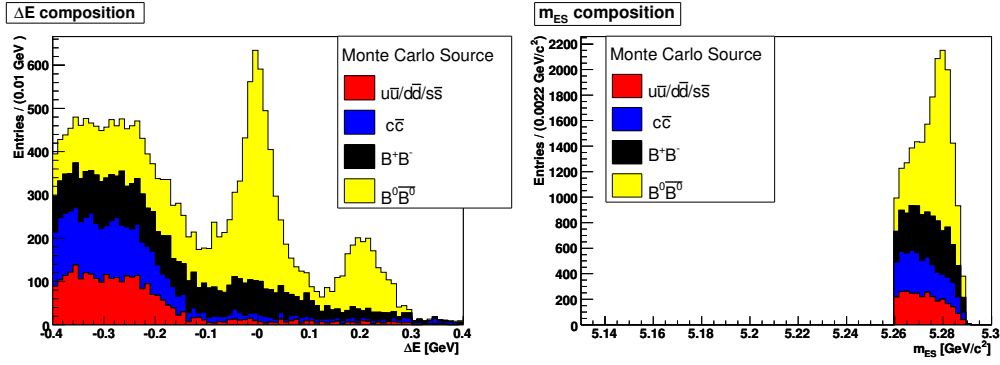 ΔE composition
Entries / (0.01 GeV )
600
500
400
300
200
100
0
-0.4 -0.3 -0.2 -0.1 -0 0.1 0.2 0.3 0.4
ΔE [GeV]
Monte Carlo Source
uu̅/dd̅/ss̅
cc̅
B⁺B⁻
B⁰B̅⁰
m_ES composition
Entries / (0.0022 GeV/c²)
2200
2000
1800
1600
1400
1200
1000
800
600
400
200
0
5.14 5.16 5.18 5.2 5.22 5.24 5.26 5.28 5.3
m_ES [GeV/c²]
Monte Carlo Source
uu̅/dd̅/ss̅
cc̅
B⁺B⁻
B⁰B̅⁰